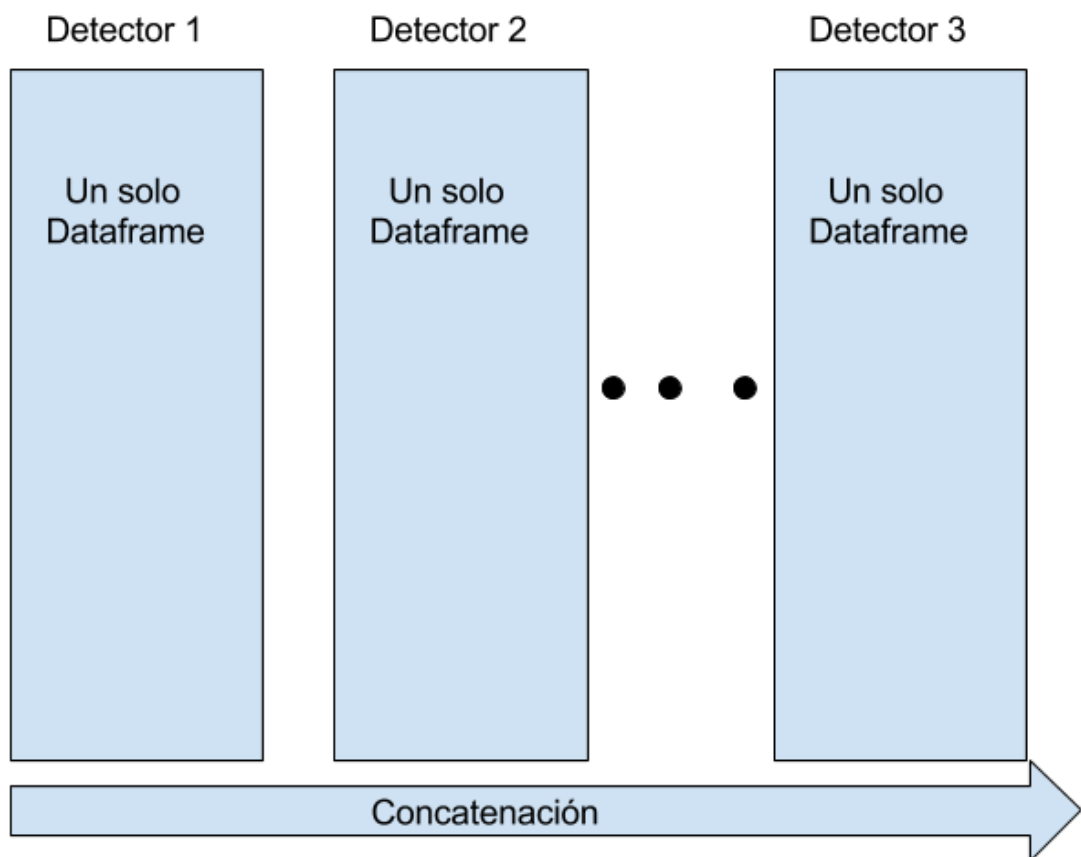 Detector 1
Detector 2
Detector 3
Un solo
Dataframe
Un solo
Dataframe
Un solo
Dataframe
Concatenación